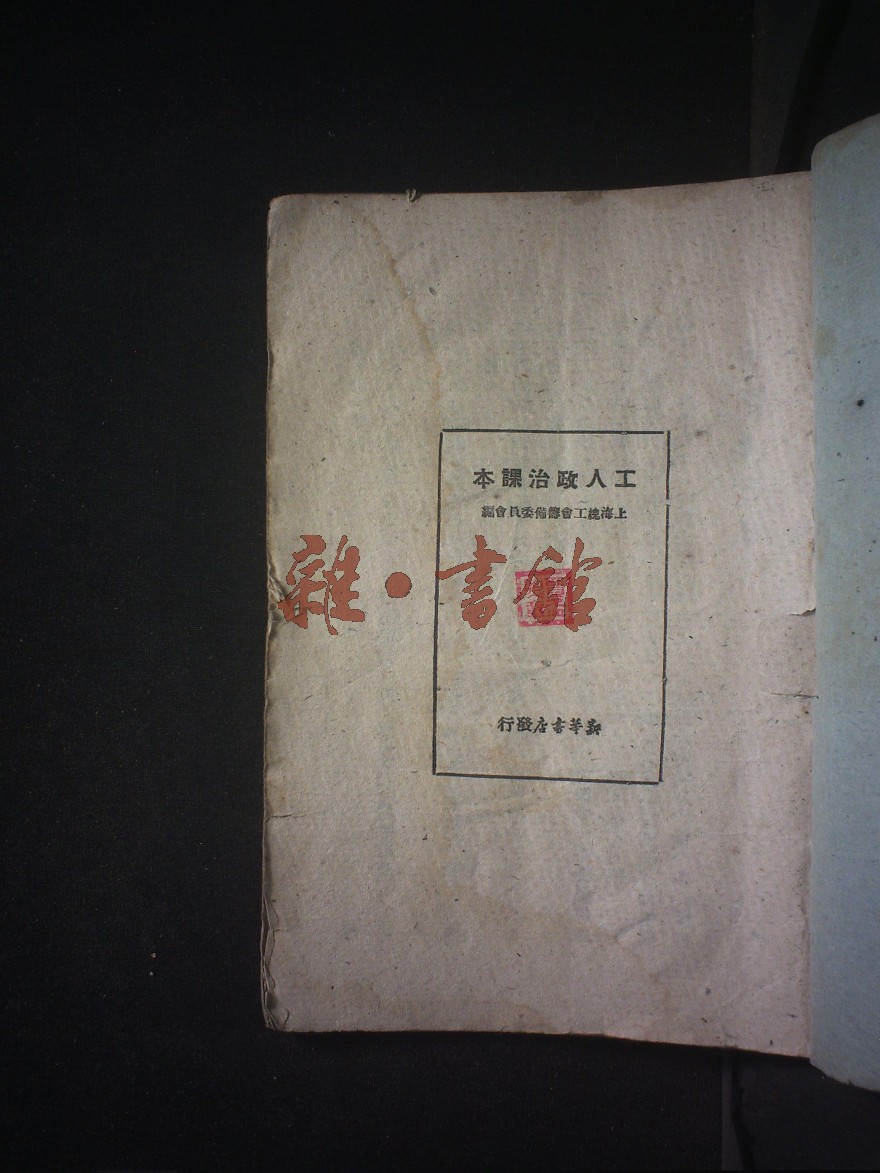 工人政治課本
上海總工會籌備委員會編
雜·書館
新華書店發行